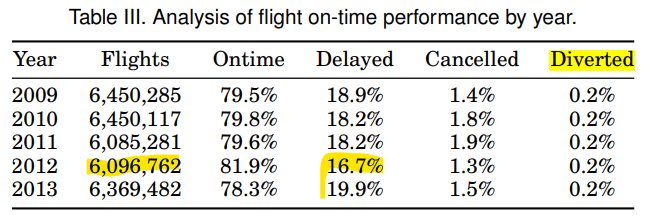 Table III. Analysis of flight on-time performance by year.
Year Flights Ontime Delayed Cancelled Diverted
2009 6,450,285 79.5% 18.9% 1.4% 0.2%
2010 6,450,117 79.8% 18.2% 1.8% 0.2%
2011 6,085,281 79.6% 18.2% 1.9% 0.2%
2012 6,096,762 81.9% 16.7% 1.3% 0.2%
2013 6,369,482 78.3% 19.9% 1.5% 0.2%